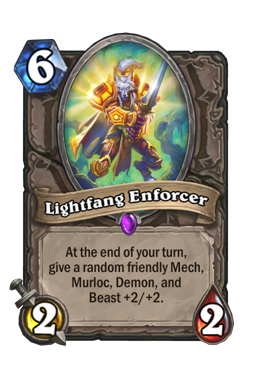 6
Lightfang Enforcer
At the end of your turn,
give a random friendly Mech,
Murloc, Demon, and
Beast +2/+2.
2 2